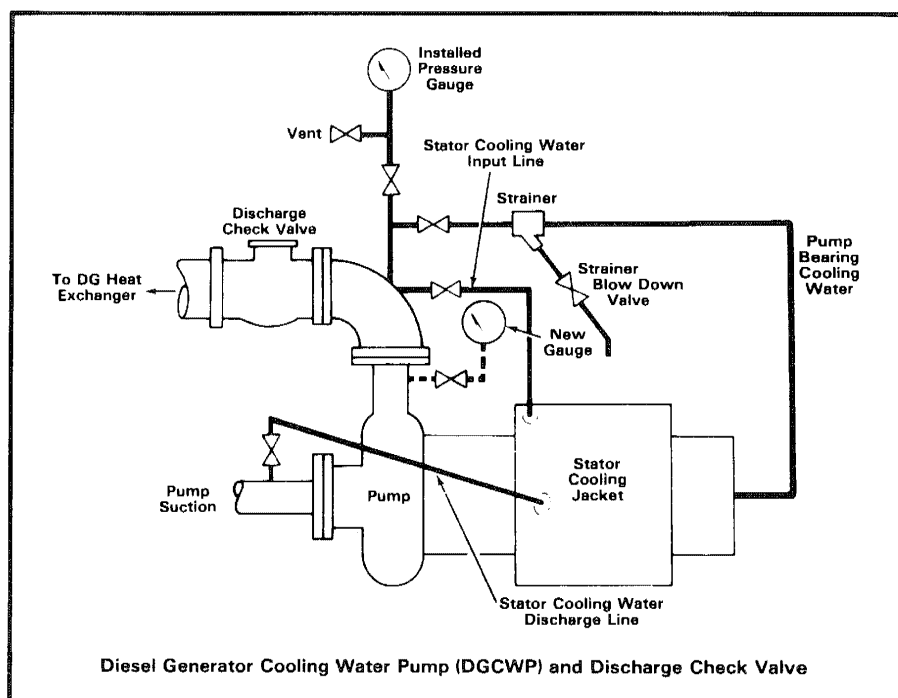 Installed
Pressure
Gauge
Vent
Stator Cooling Water
Input Line
Strainer
Discharge
Check Valve
Pump
Bearing
Cooling
Water
To DG Heat
Exchanger
Strainer
Blow Down
Valve
New
Gauge
Stator
Cooling
Jacket
Pump
Suction
Pump
Stator Cooling Water
Discharge Line
Diesel Generator Cooling Water Pump (DGCWP) and Discharge Check Valve